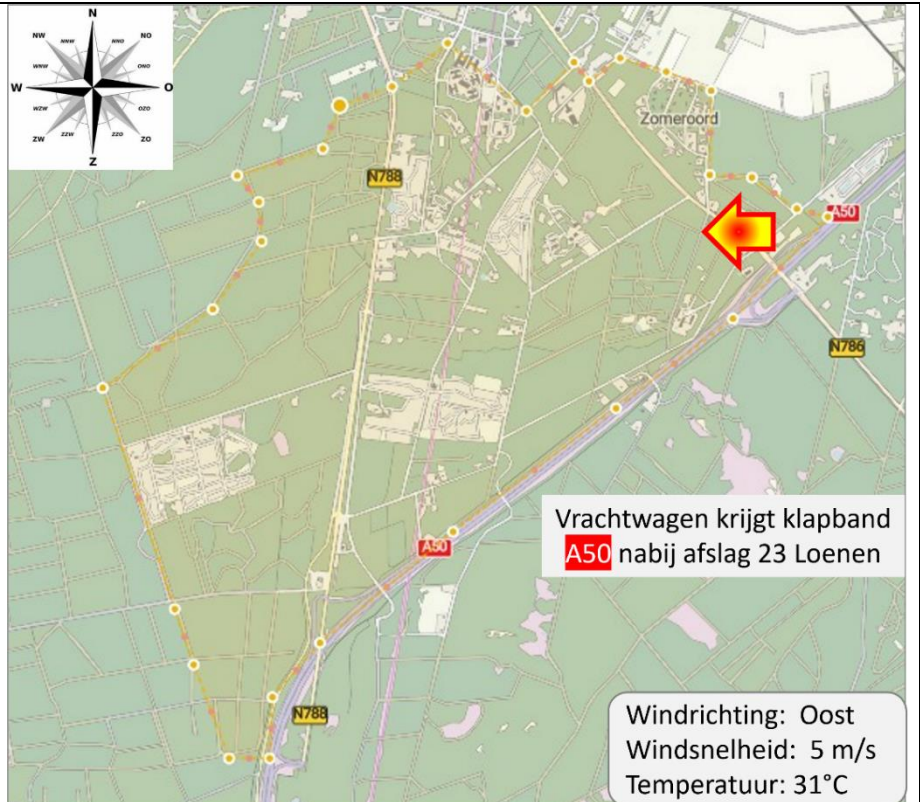 N
NNW
NNO
NW
NO
WNW
ONO
W
O
WZW
OZO
ZW
ZO
ZZW
ZZO
Z
Zomeroord
N788
A50
N786
Vrachtwagen krijgt klapband
A50
A50 nabij afslag 23 Loenen
N788
Windrichting: Oost
Windsnelheid: 5 m/s
Temperatuur: 31°C